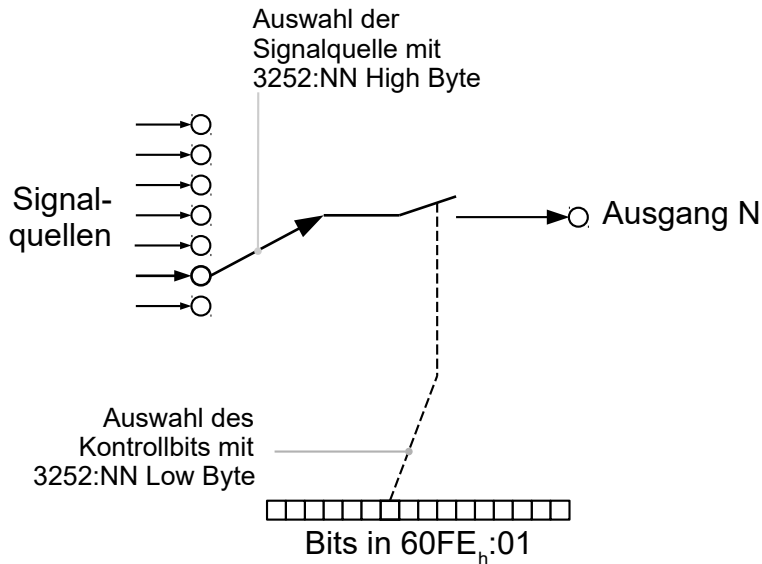 Auswahl der
Signalquelle mit
3252:NN High Byte
Signal-
quellen
Ausgang N
Auswahl des
Kontrollbits mit
3252:NN Low Byte
Bits in 60FEh:01